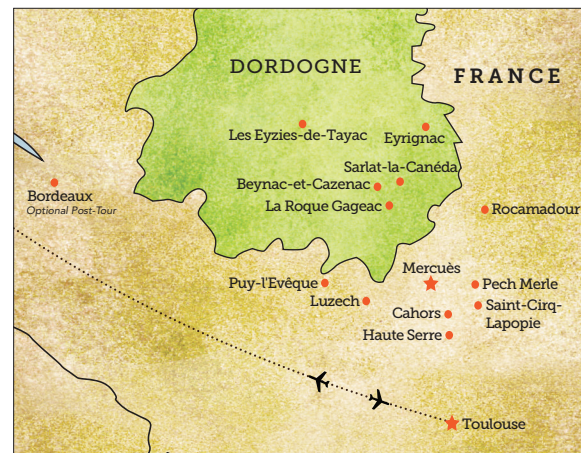 DORDOGNE
FRANCE
Les Eyzies-de-Tayac
Eyrignac
Sarlat-la-Canéda
Beynac-et-Cazenac
La Roque Gageac
Bordeaux
Optional Post-Tour
Rocamadour
Mercuès
Puy-l'Evêque
Pech Merle
Luzech
Saint-Cirq-
Lapopie
Cahors
Haute Serre
Toulouse